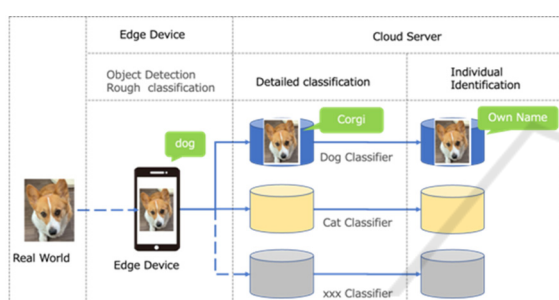 Edge Device
Cloud Server
Object Detection
Rough classification
Detailed classification
Individual
Identification
dog
Corgi
Own Name
Dog Classifier
Cat Classifier
Real World
Edge Device
xxx Classifier